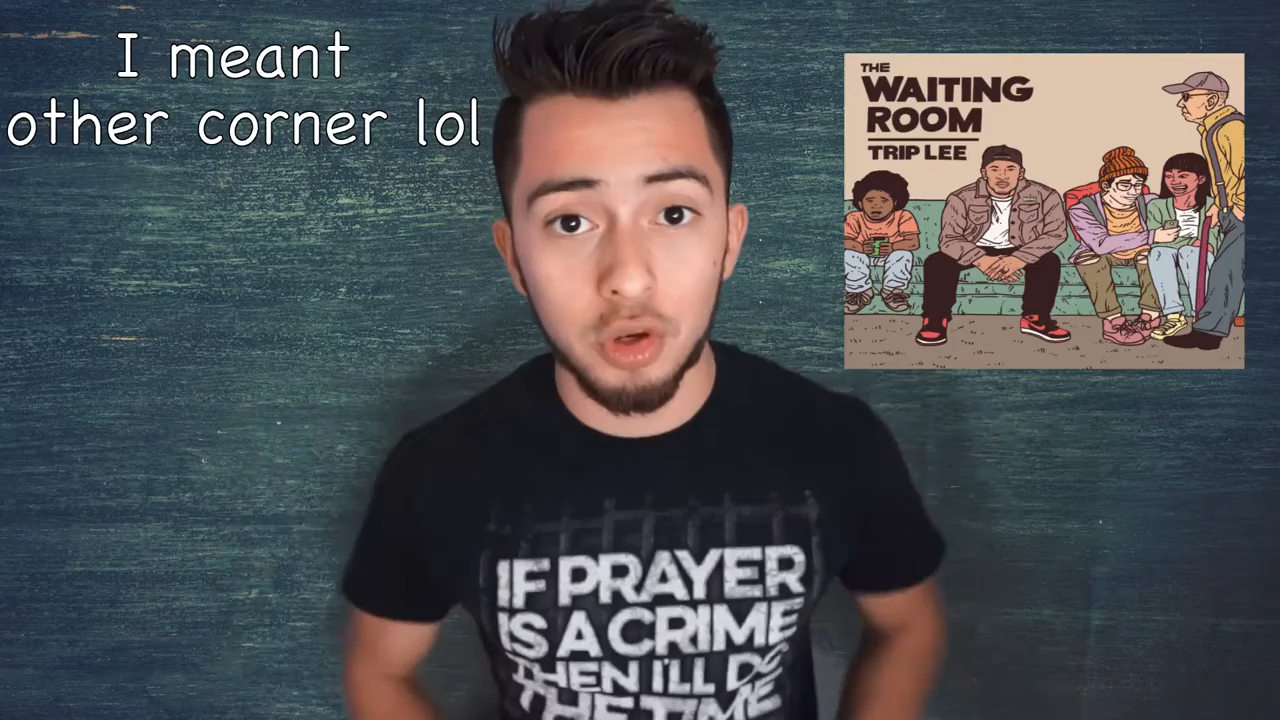 I meant
other corner lol
THE
WAITING
ROOM
TRIP LEE
IF PRAYER
IS A CRIME
THEN I'LL DO
THE TIME